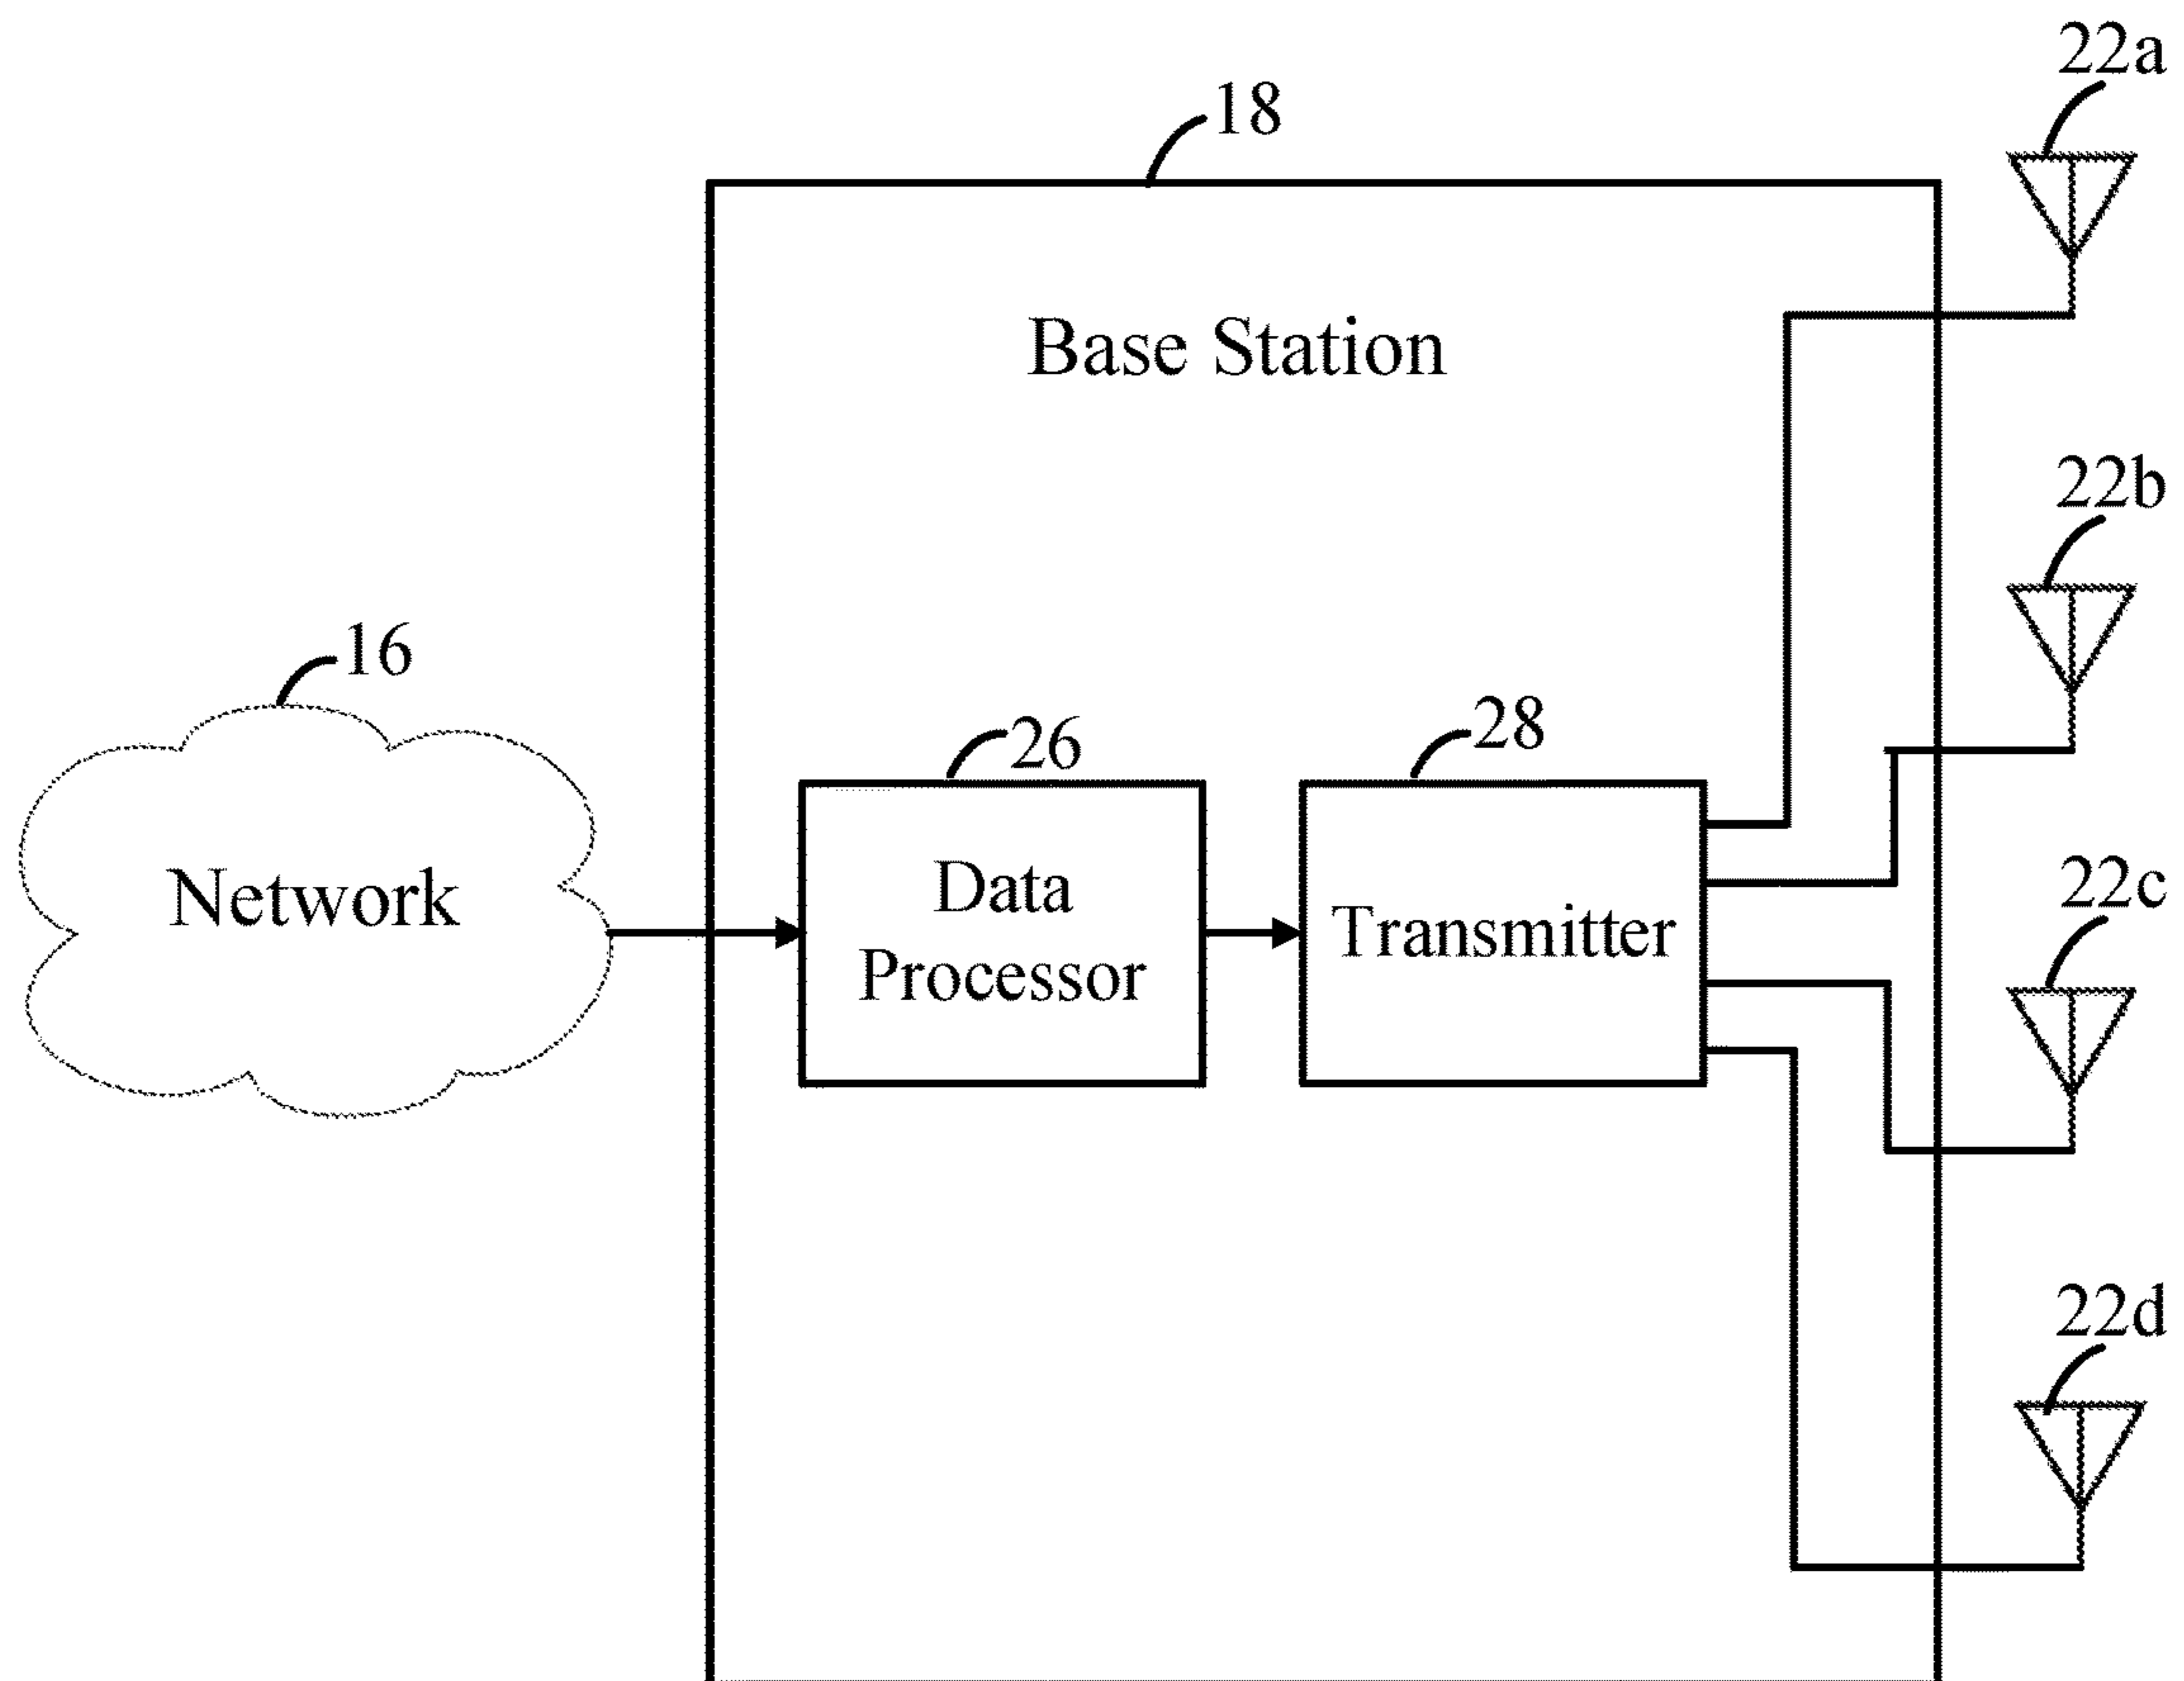 22a
18
Base Station
22b
16
26
28
Network
Data
Processor
Transmitter
22c
22d